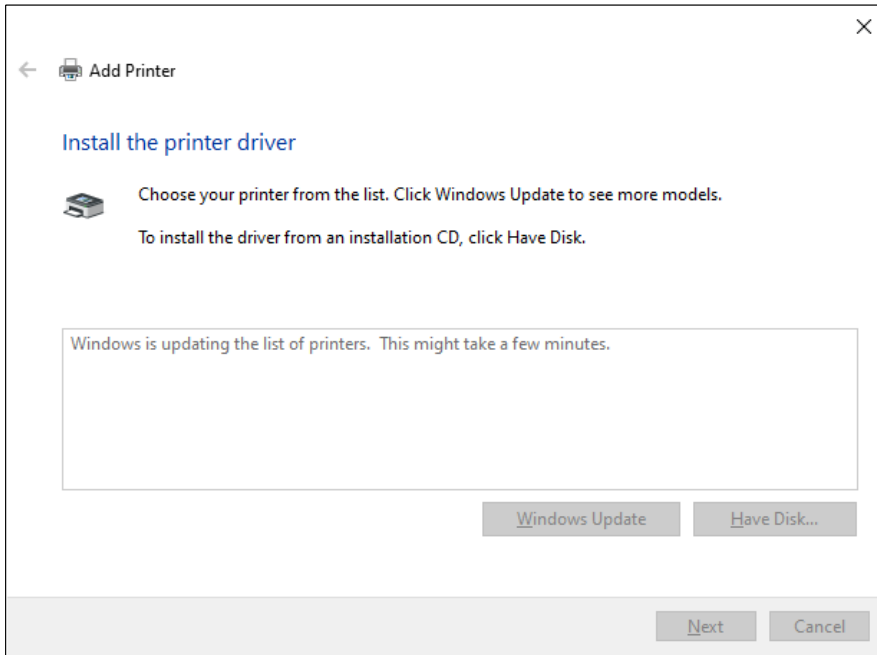 Add Printer
Install the printer driver
Choose your printer from the list. Click Windows Update to see more models.
To install the driver from an installation CD, click Have Disk.
Windows is updating the list of printers.  This might take a few minutes.
Windows Update
Have Disk...
Next
Cancel